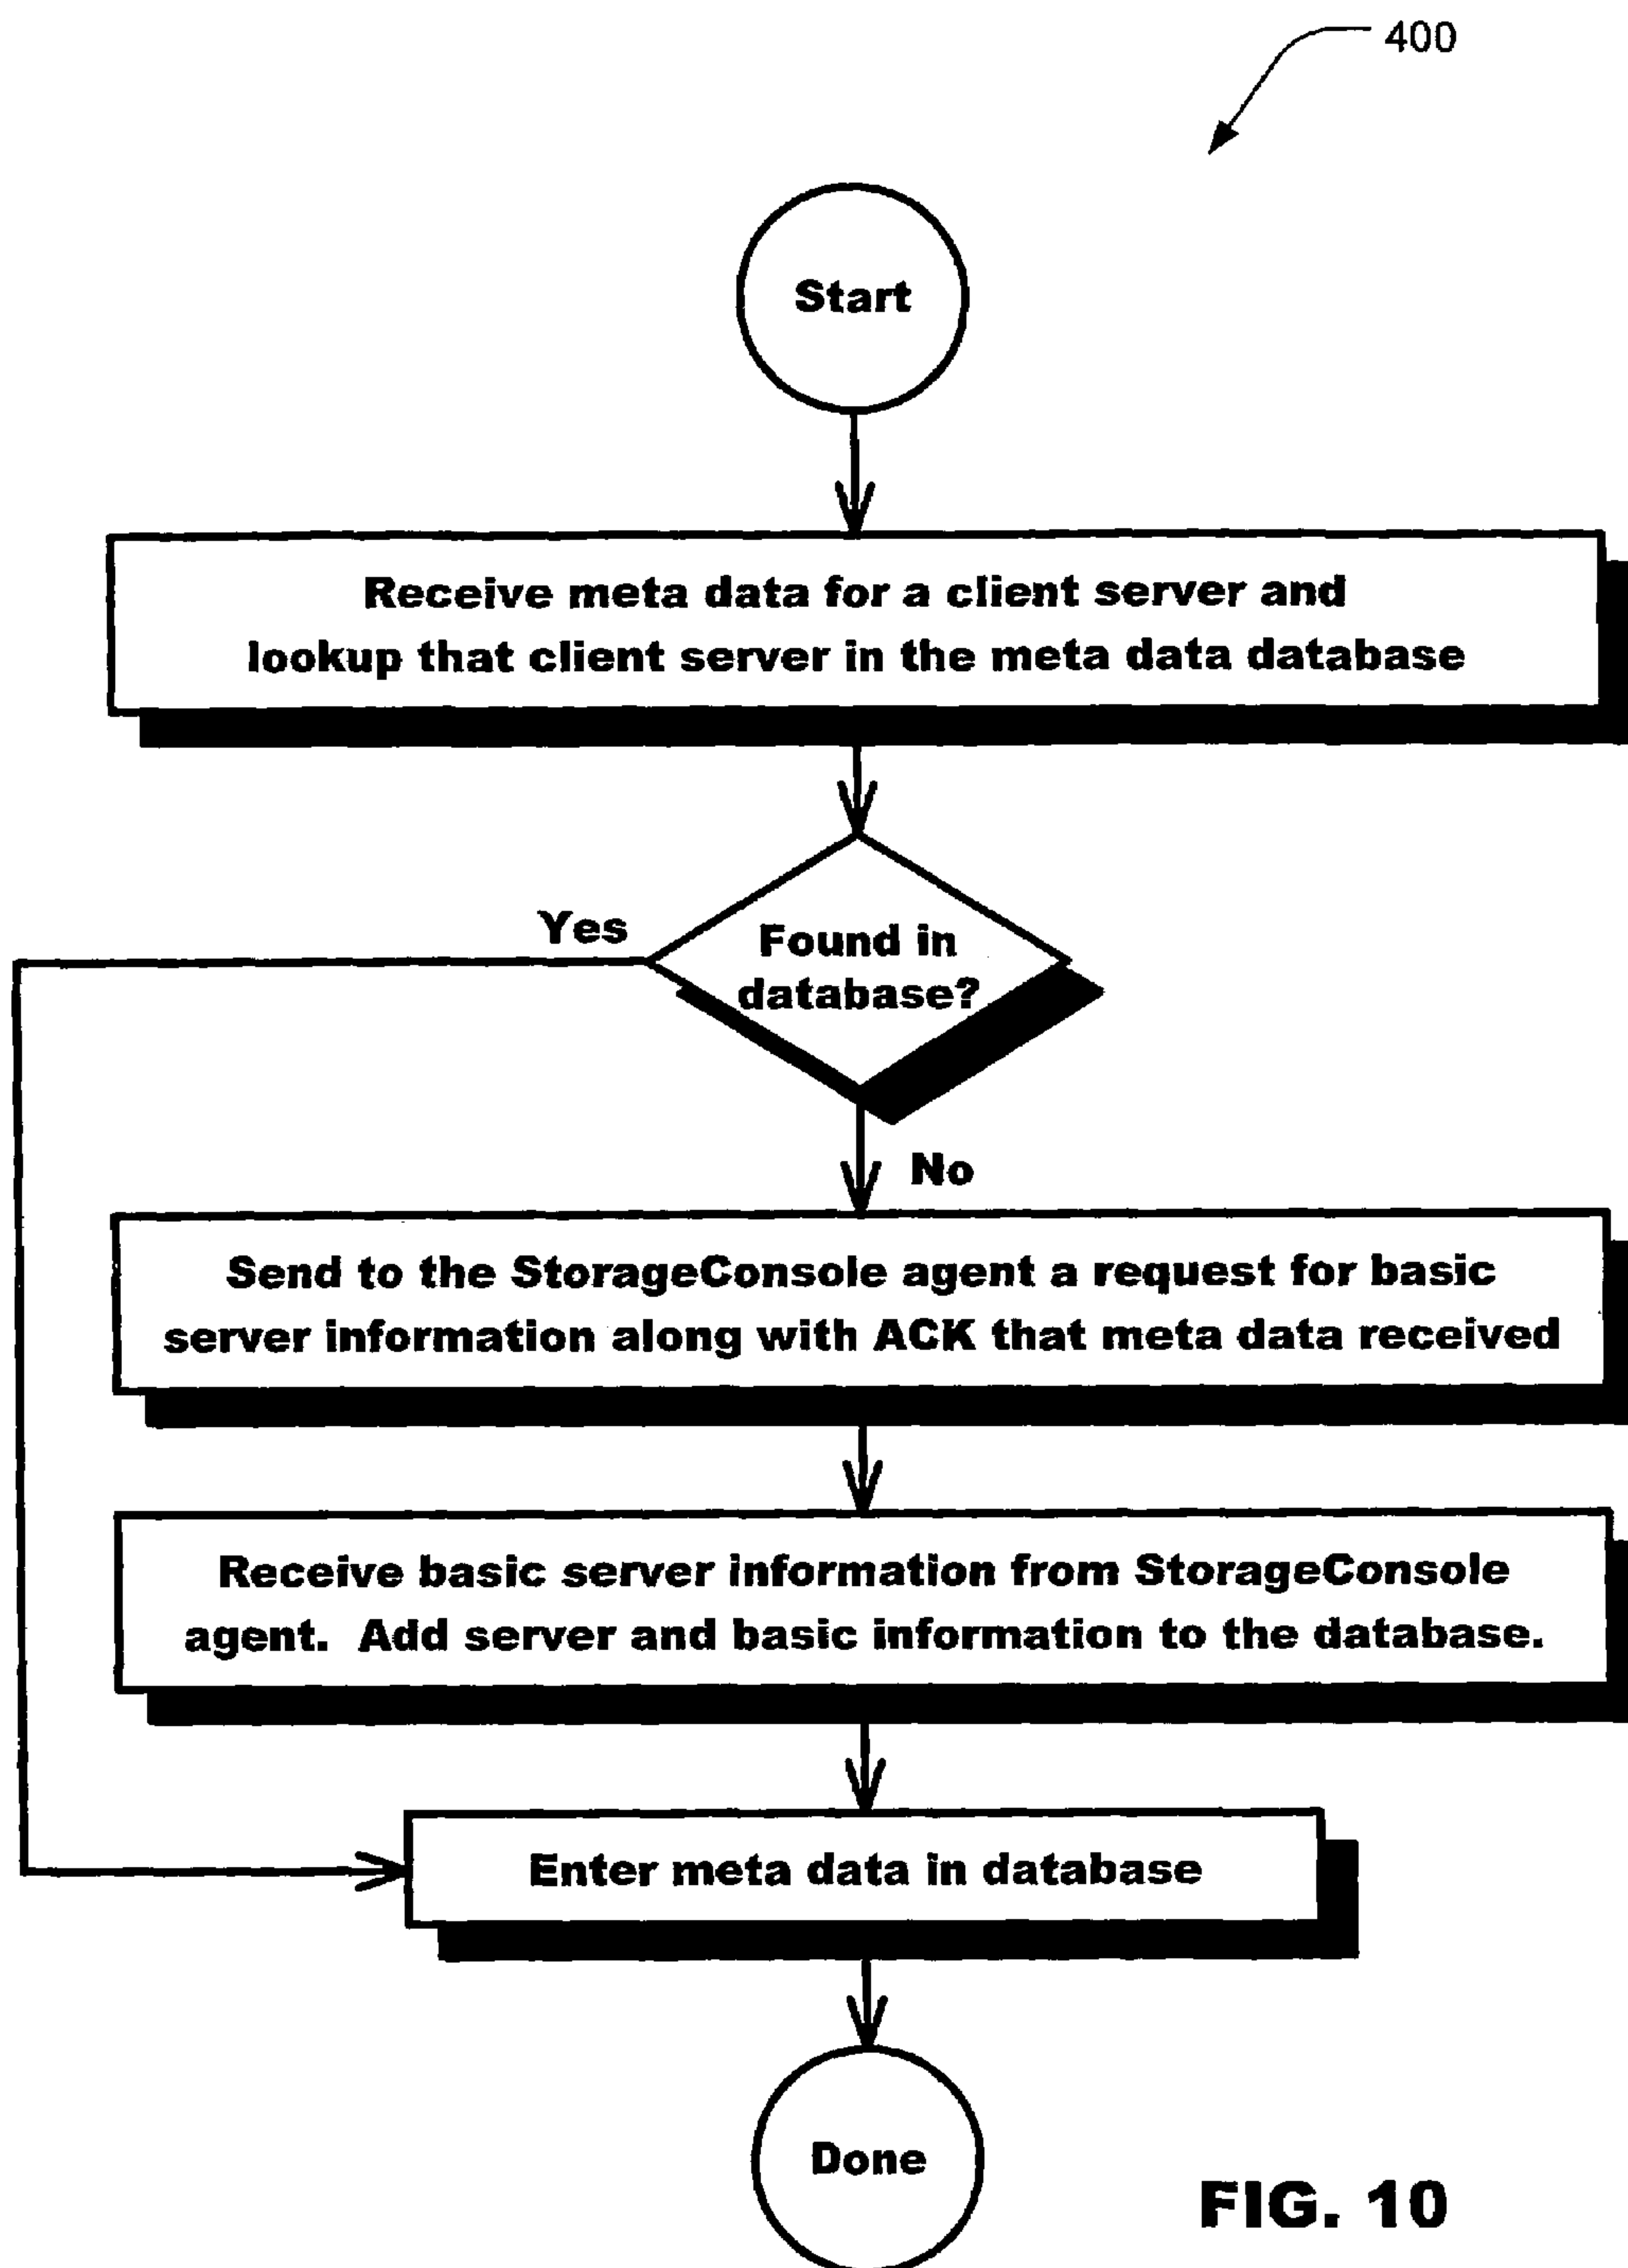 400
Start
Receive meta data for a client server and
lookup that client server in the meta data database
Yes
Found in
database?
No
Send to the StorageConsole agent a request for basic
server information along with ACK that meta data received
Receive basic server information from StorageConsole
agent. Add server and basic information to the database.
Enter meta data in database
Done
FIG. 10